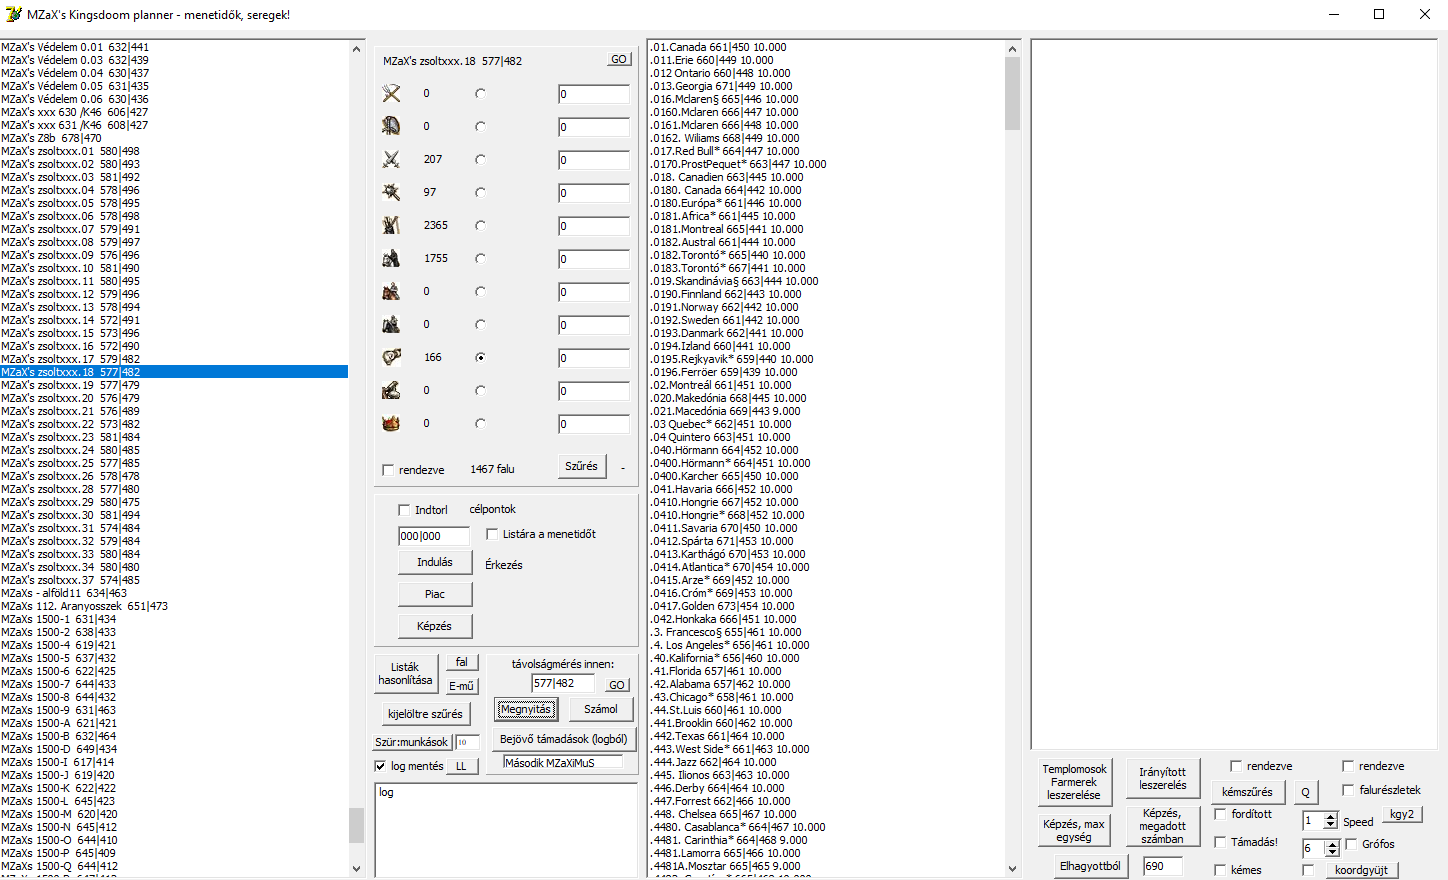 MZaX's Kingsdoom planner - menetidők, seregek!
MZaX's Védelem 0.01 632|441
MZaX's Védelem 0.03 632|439
MZaX's Védelem 0.04 630|437
MZaX's Védelem 0.05 631|435
MZaX's Védelem 0.06 630|436
MZaX's xxx 630 /K46 606|427
MZaX's xxx 631 /K46 608|427
MZaX's Z8b 678|470
MZaX's zsoltxxx.01 580|498
MZaX's zsoltxxx.02 580|493
MZaX's zsoltxxx.03 581|492
MZaX's zsoltxxx.04 578|496
MZaX's zsoltxxx.05 578|495
MZaX's zsoltxxx.06 578|498
MZaX's zsoltxxx.07 579|491
MZaX's zsoltxxx.08 579|497
MZaX's zsoltxxx.09 576|496
MZaX's zsoltxxx.10 581|490
MZaX's zsoltxxx.11 580|495
MZaX's zsoltxxx.12 579|496
MZaX's zsoltxxx.13 578|494
MZaX's zsoltxxx.14 572|491
MZaX's zsoltxxx.15 573|496
MZaX's zsoltxxx.16 572|490
MZaX's zsoltxxx.17 579|482
MZaX's zsoltxxx.18 577|482
MZaX's zsoltxxx.19 577|479
MZaX's zsoltxxx.20 576|479
MZaX's zsoltxxx.21 576|489
MZaX's zsoltxxx.22 573|482
MZaX's zsoltxxx.23 581|484
MZaX's zsoltxxx.24 580|485
MZaX's zsoltxxx.25 577|485
MZaX's zsoltxxx.26 578|478
MZaX's zsoltxxx.28 577|480
MZaX's zsoltxxx.29 580|475
MZaX's zsoltxxx.30 581|494
MZaX's zsoltxxx.31 574|484
MZaX's zsoltxxx.32 579|484
MZaX's zsoltxxx.33 580|484
MZaX's zsoltxxx.34 580|480
MZaX's zsoltxxx.37 574|485
MZaXs - alföld11 634|463
MZaXs 112. Aranyosszek 651|473
MZaXs 1500-1 631|434
MZaXs 1500-2 638|433
MZaXs 1500-4 619|421
MZaXs 1500-5 637|432
MZaXs 1500-6 622|425
MZaXs 1500-7 644|433
MZaXs 1500-8 644|432
MZaXs 1500-9 631|463
MZaXs 1500-A 621|421
MZaXs 1500-B 632|464
MZaXs 1500-D 649|434
MZaXs 1500-I 617|414
MZaXs 1500-J 619|420
MZaXs 1500-K 622|422
MZaXs 1500-L 645|423
MZaXs 1500-M 620|420
MZaXs 1500-N 645|412
MZaXs 1500-O 644|410
MZaXs 1500-P 645|409
MZaXs 1500-Q 644|412
MZaX's zsoltxxx.18 577|482
GO
0 0
0 0
207 0
97 0
2365 0
1755 0
0 0
0 0
166 0
0 0
0 0
rendezve 1467 falu Szűrés -
Indtorl célpontok
000|000 Listára a menetidőt
Indulás Érkezés
Piac
Képzés
Listák hasonlítása
fal
E-mű
kijelöltre szűrés
Szür:munkások 10
log mentés LL
távolságmérés innen:
577|482 GO
Megnyitás Számol
Bejövő támadások (logból)
Második MZaXiMuS
log
.01.Canada 661|450 10.000
.011.Erie 660|449 10.000
.012 Ontario 660|448 10.000
.013.Georgia 671|449 10.000
.016.Mclaren§ 665|446 10.000
.0160.Mclaren 666|447 10.000
.0161.Mclaren 666|448 10.000
.0162. Wiliams 668|449 10.000
.017.Red Bull* 664|447 10.000
.0170.ProstPequet* 663|447 10.000
.018. Canadien 663|445 10.000
.0180. Canada 664|442 10.000
.0180.Európa* 661|446 10.000
.0181.Africa* 661|445 10.000
.0181.Montreal 665|441 10.000
.0182.Austral 661|444 10.000
.0182.Torontó* 665|440 10.000
.0183.Torontó* 667|441 10.000
.019.Skandinávia§ 663|444 10.000
.0190.Finnland 662|443 10.000
.0191.Norway 662|442 10.000
.0192.Sweden 661|442 10.000
.0193.Danmark 662|441 10.000
.0194.Izland 660|441 10.000
.0195.Rejkyavik* 659|440 10.000
.0196.Ferröer 659|439 10.000
.02.Montreál 661|451 10.000
.020.Makedónia 668|445 10.000
.021.Macedónia 669|443 9.000
.03 Quebec* 662|451 10.000
.04 Quintero 663|451 10.000
.040.Hörmann 664|452 10.000
.0400.Hörmann* 664|451 10.000
.0400.Karcher 665|450 10.000
.041.Havaria 666|452 10.000
.0410.Hongrie 667|452 10.000
.0410.Hongrie* 668|452 10.000
.0411.Savaria 670|450 10.000
.0412.Spárta 671|453 10.000
.0413.Karthágó 670|453 10.000
.0414.Atlantica* 670|454 10.000
.0415.Arze* 669|452 10.000
.0416.Cróm* 669|453 10.000
.0417.Golden 673|454 10.000
.042.Honkaka 666|451 10.000
.3. Francesco§ 655|461 10.000
.4. Los Angeles* 656|461 10.000
.40.Kalifornia* 656|460 10.000
.41.Florida 657|461 10.000
.42.Alabama 657|462 10.000
.43.Chicago* 658|461 10.000
.44.St.Luis 660|461 10.000
.441.Brooklin 660|462 10.000
.442.Texas 661|464 10.000
.443.West Side* 661|463 10.000
.444.Jazz 662|464 10.000
.445. Ilionos 663|463 10.000
.446.Derby 664|464 10.000
.447.Forrest 662|466 10.000
.448. Chelsea 665|467 10.000
.4480. Casablanca* 664|467 10.000
.4481. Carinthia* 664|468 9.000
.4481.Lamorra 665|466 10.000
.4481A.Mosztar 665|465 9.000
Templomosok Farmerek leszerelése
Irányított leszerelés
Képzés, max egység
Képzés, megadott számban
Elhagyottból 690
rendezve
kémszűrés Q
fordított
Támadás!
kémes
rendezve
falurészletek
1 Speed kgy2
6 Grófos
koordgyüjt